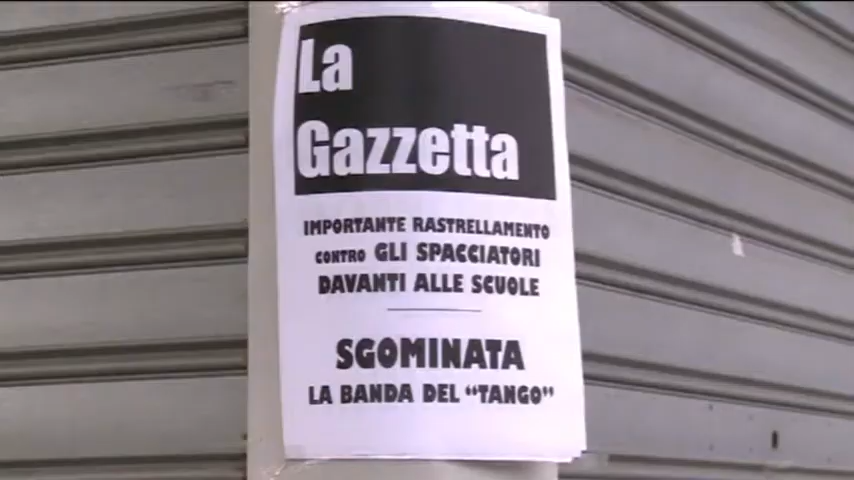 La
Gazzetta
IMPORTANTE RASTRELLAMENTO
CONTRO GLI SPACCIATORI
DAVANTI ALLE SCUOLE
SGOMINATA
LA BANDA DEL “TANGO”